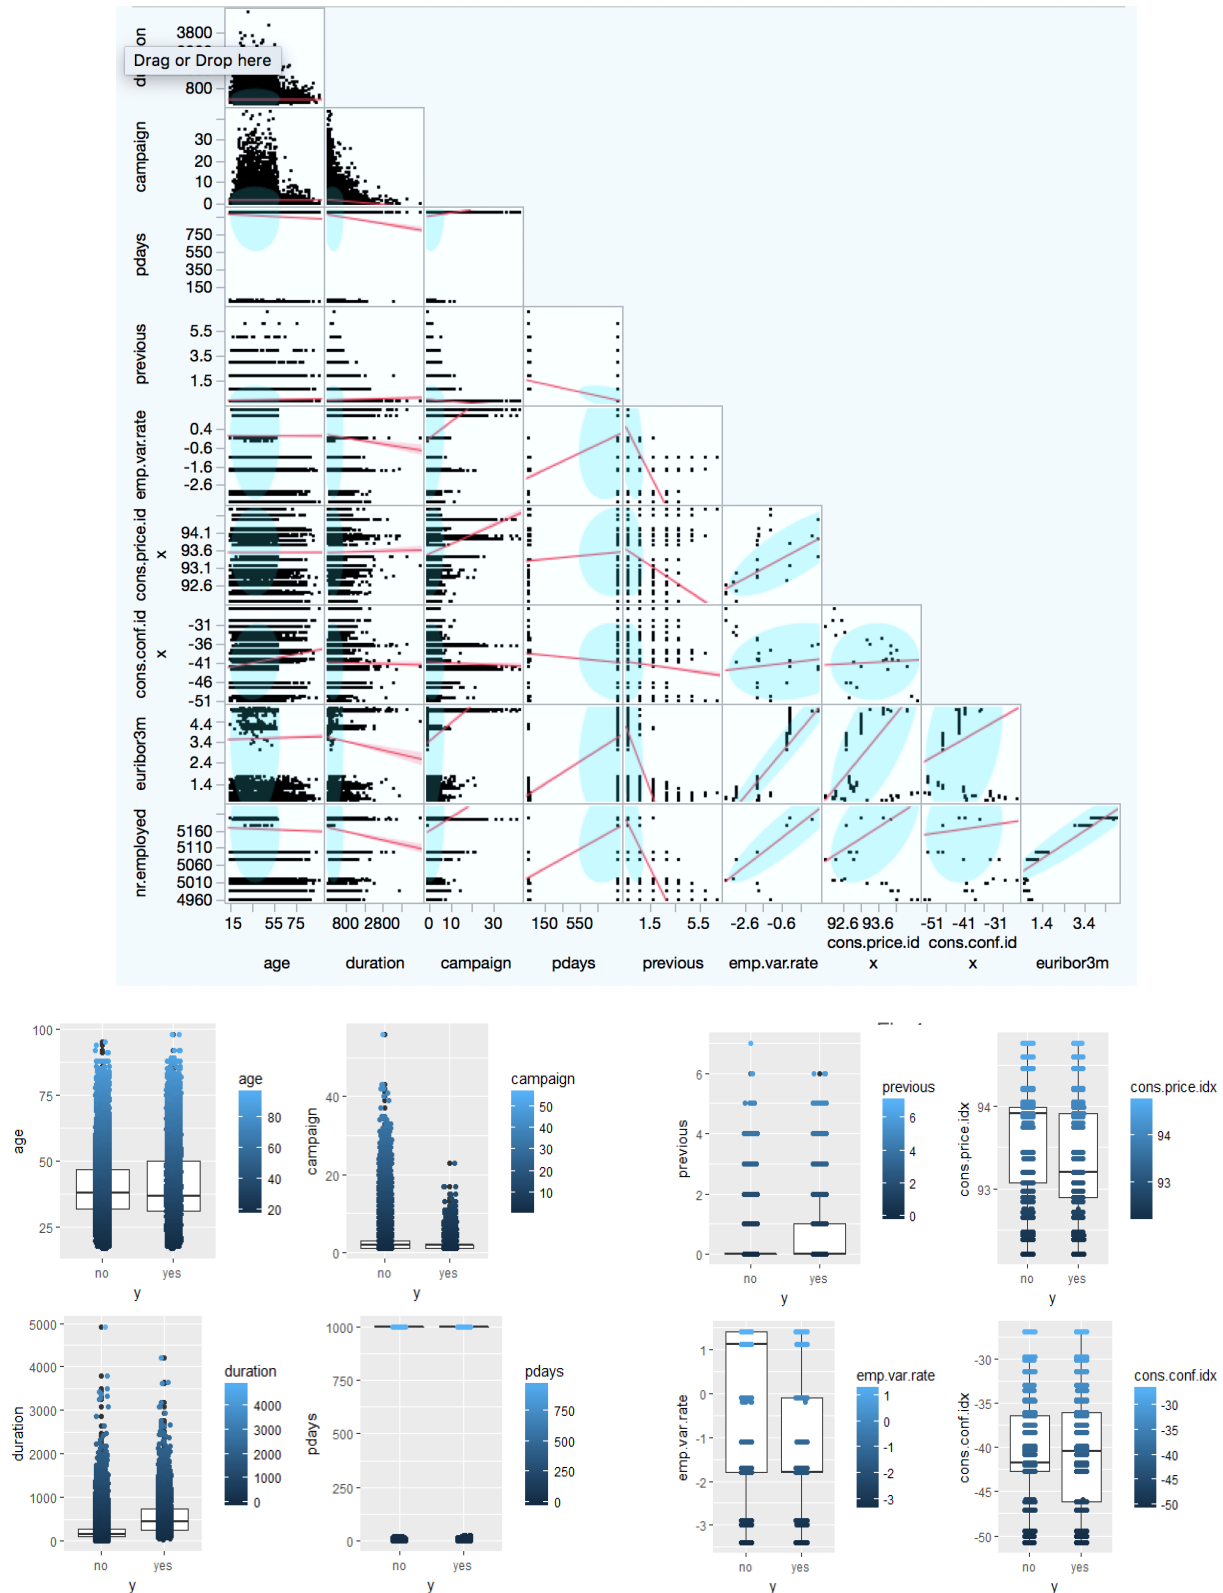 duration
3800
Drag or Drop here
800
campaign
30
20
10
0
pdays
750
550
350
150
previous
5.5
3.5
1.5
emp.var.rate
0.4
-0.6
-1.6
-2.6
cons.price.id
x
94.1
93.6
93.1
92.6
cons.conf.id
x
-31
-36
-41
-46
-51
euribor3m
4.4
3.4
2.4
1.4
nr.employed
5160
5110
5060
5010
4960
15 55 75 800 2800 0 10 30 150 550 1.5 5.5 -2.6 -0.6 92.6 93.6 -51 -41 -31 1.4 3.4
cons.price.id cons.conf.id
age duration campaign pdays previous emp.var.rate x x euribor3m
100
75
50
25
age
no yes
y
age
80
60
40
20
40
20
0
campaign
no yes
y
campaign
50
40
30
20
10
6
4
2
0
previous
no yes
y
previous
6
4
2
0
94
93
cons.price.idx
no yes
y
cons.price.idx
94
93
5000
4000
3000
2000
1000
0
duration
no yes
y
duration
4000
3000
2000
1000
0
1000
750
500
250
0
pdays
no yes
y
pdays
750
500
250
0
1
0
-1
-2
-3
emp.var.rate
no yes
y
emp.var.rate
1
0
-1
-2
-3
-30
-35
-40
-45
-50
cons.conf.idx
no yes
y
cons.conf.idx
-30
-35
-40
-45
-50